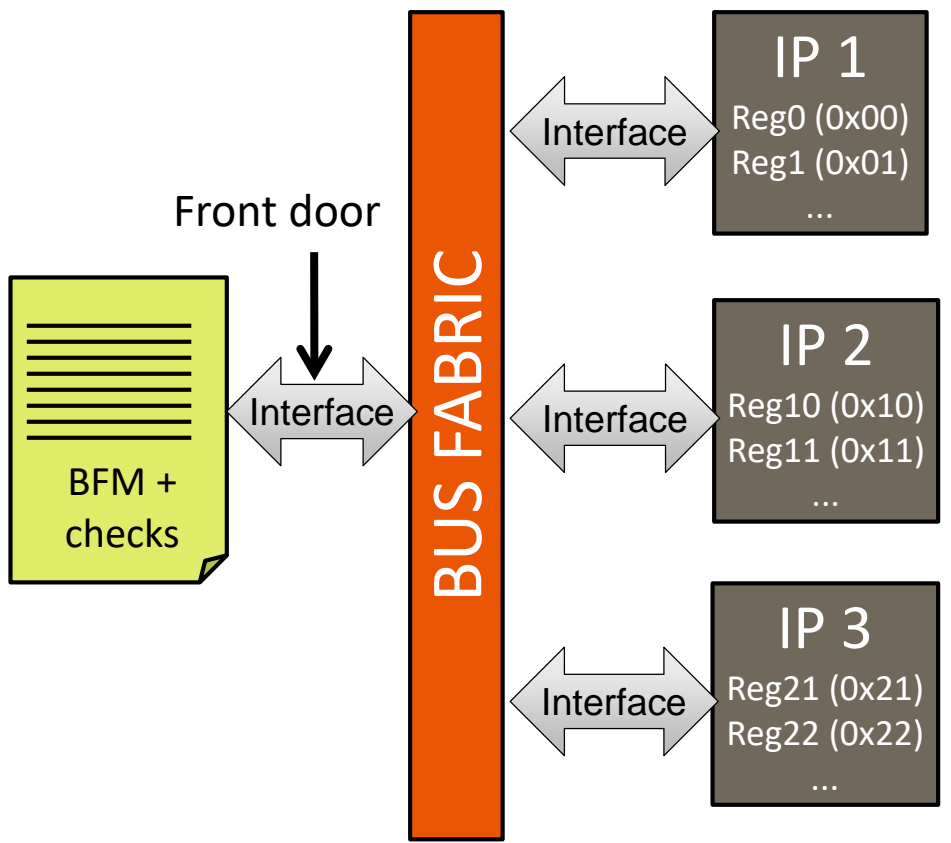 Front door
BFM +
checks
Interface
BUS FABRIC
Interface
IP 1
Reg0 (0x00)
Reg1 (0x01)
...
Interface
IP 2
Reg10 (0x10)
Reg11 (0x11)
...
Interface
IP 3
Reg21 (0x21)
Reg22 (0x22)
...